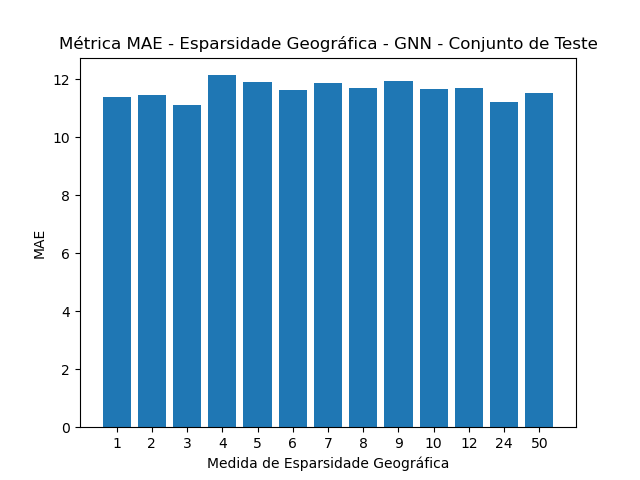 Métrica MAE - Esparsidade Geográfica - GNN - Conjunto de Teste
12
10
8
6
4
2
0
MAE
1 2 3 4 5 6 7 8 9 10 12 24 50
Medida de Esparsidade Geográfica